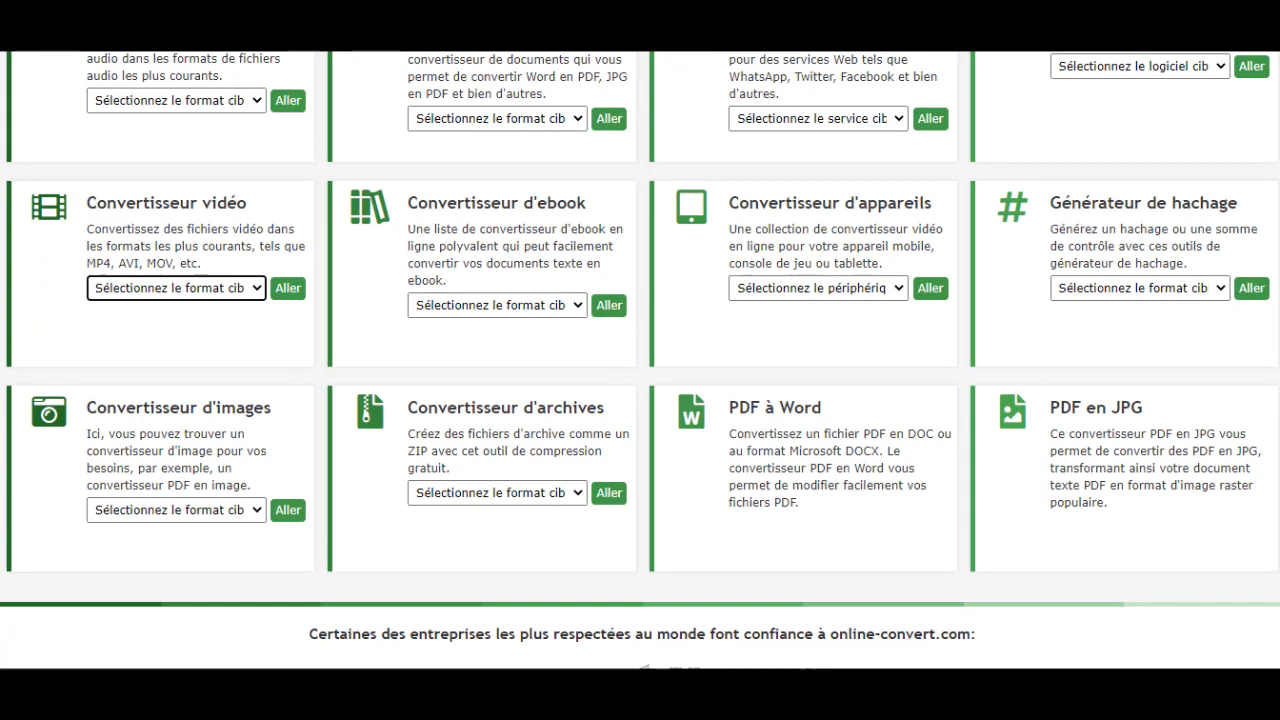 audio dans les formats de fichiers
audio les plus courants.
Sélectionnez le format cib
Aller
convertisseur de documents qui vous
permet de convertir Word en PDF, JPG
en PDF et bien d'autres.
Sélectionnez le format cib
Aller
pour des services Web tels que
WhatsApp, Twitter, Facebook et bien
d'autres.
Sélectionnez le service cit
Aller
Sélectionnez le logiciel cib
Aller
Convertisseur vidéo
Convertissez des fichiers vidéo dans
les formats les plus courants, tels que
MP4, AVI, MOV, etc.
Sélectionnez le format cib
Aller
Convertisseur d'ebook
Une liste de convertisseur d'ebook en
ligne polyvalent qui peut facilement
convertir vos documents texte en
ebook.
Sélectionnez le format cib
Aller
Convertisseur d'appareils
Une collection de convertisseur vidéo
en ligne pour votre appareil mobile,
console de jeu ou tablette.
Sélectionnez le périphériq
Aller
Générateur de hachage
Générez un hachage ou une somme
de contrôle avec ces outils de
générateur de hachage.
Sélectionnez le format cib
Aller
Convertisseur d'images
Ici, vous pouvez trouver un
convertisseur d'image pour vos
besoins, par exemple, un
convertisseur PDF en image.
Sélectionnez le format cib
Aller
Convertisseur d'archives
Créez des fichiers d'archive comme un
ZIP avec cet outil de compression
gratuit.
Sélectionnez le format cib
Aller
PDF à Word
Convertissez un fichier PDF en DOC ou
au format Microsoft DOCX. Le
convertisseur PDF en Word vous
permet de modifier facilement vos
fichiers PDF.
PDF en JPG
Ce convertisseur PDF en JPG vous
permet de convertir des PDF en JPG,
transformant ainsi votre document
texte PDF en format d'image raster
populaire.
Certaines des entreprises les plus respectées au monde font confiance à online-convert.com: